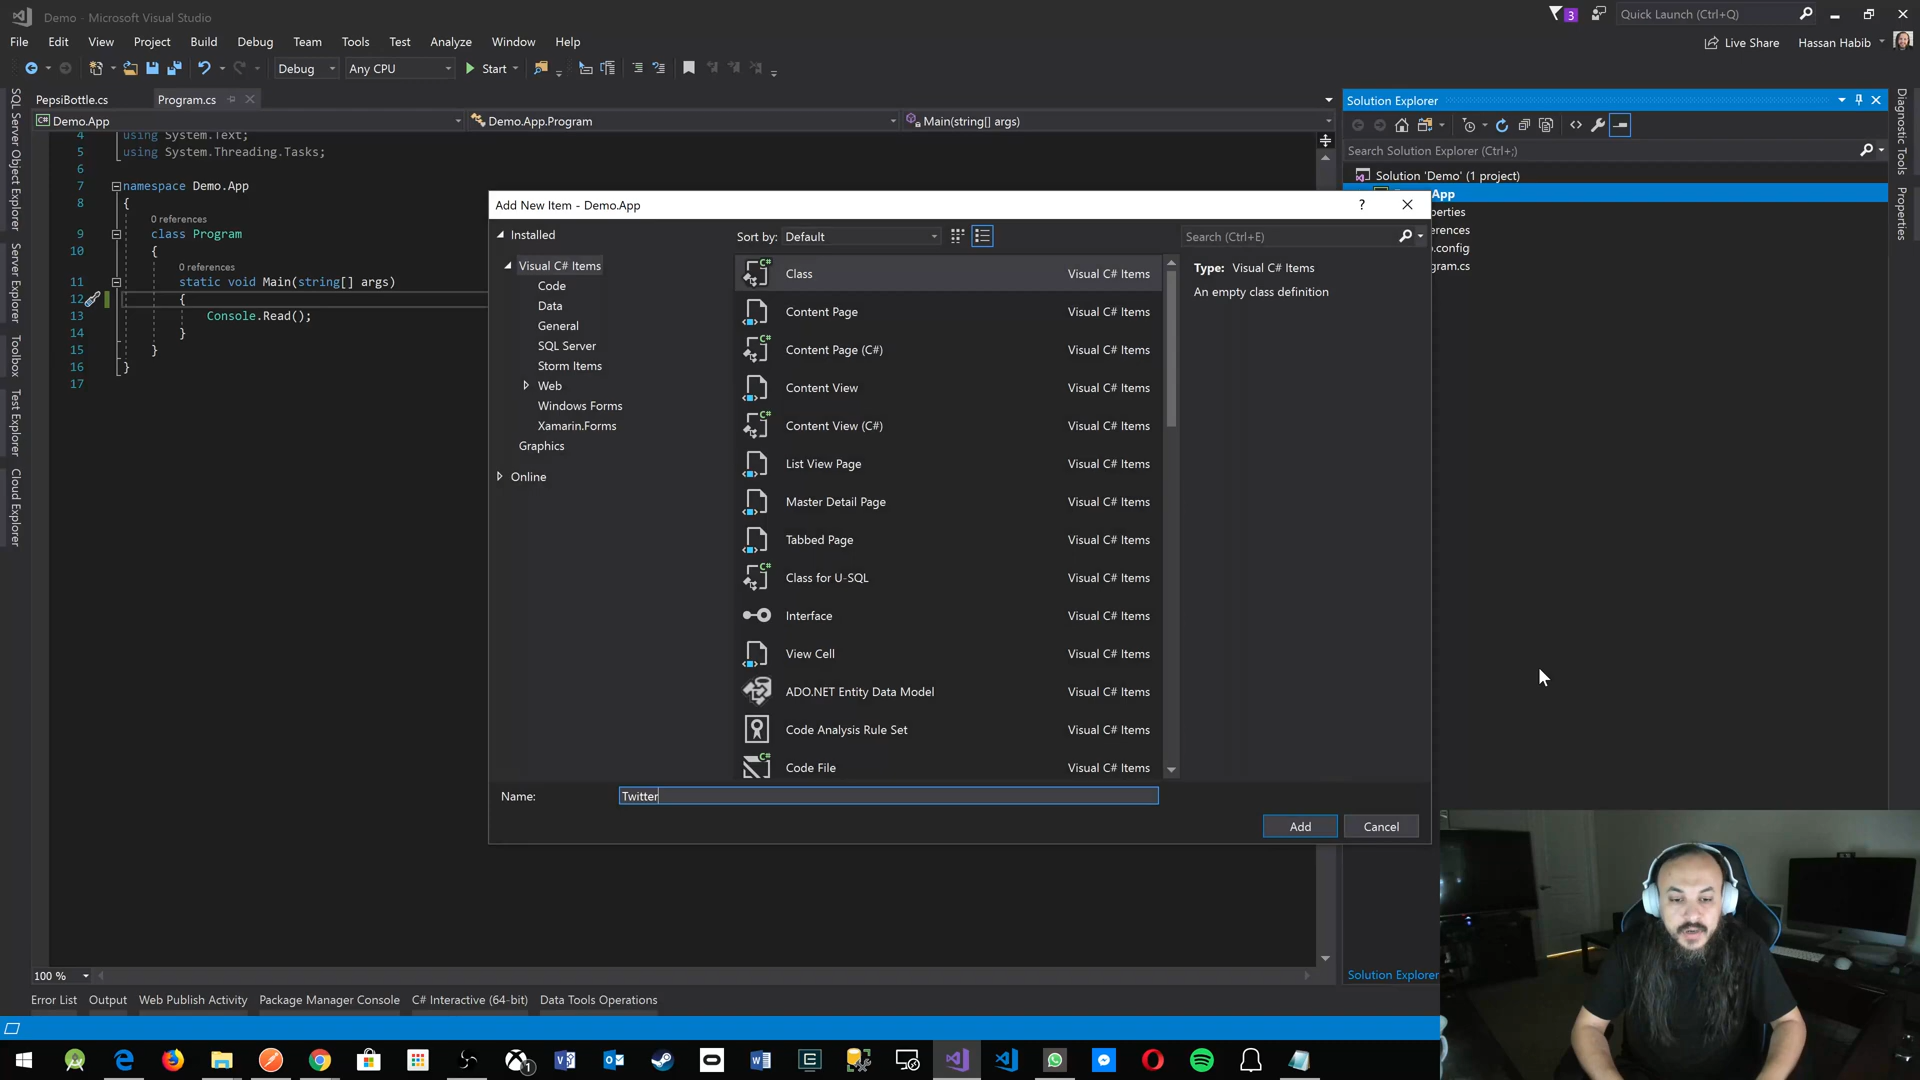 Demo - Microsoft Visual Studio
3
Quick Launch (Ctrl+Q)
File Edit View Project Build Debug Team Tools Test Analyze Window Help
Live Share Hassan Habib
Debug Any CPU Start
PepsiBottle.cs Program.cs
Demo.App Demo.App.Program Main(string[] args)
SQL Server Object Explorer
Server Explorer
Toolbox
Test Explorer
Cloud Explorer
4 using System.Text;
5 using System.Threading.Tasks;
6
7 namespace Demo.App
8 {
0 references
9 class Program
10 {
0 references
11 static void Main(string[] args)
12 {
13 Console.Read();
14 }
15 }
16 }
17
Add New Item - Demo.App
?
Installed
Sort by: Default
Search (Ctrl+E)
Visual C# Items
Code
Data
General
SQL Server
Storm Items
Web
Windows Forms
Xamarin.Forms
Graphics
Online
Class Visual C# Items
Content Page Visual C# Items
Content Page (C#) Visual C# Items
Content View Visual C# Items
Content View (C#) Visual C# Items
List View Page Visual C# Items
Master Detail Page Visual C# Items
Tabbed Page Visual C# Items
Class for U-SQL Visual C# Items
Interface Visual C# Items
View Cell Visual C# Items
ADO.NET Entity Data Model Visual C# Items
Code Analysis Rule Set Visual C# Items
Code File Visual C# Items
Type: Visual C# Items
An empty class definition
Name: Twitter
Add Cancel
Solution Explorer
Search Solution Explorer (Ctrl+;)
Solution 'Demo' (1 project)
App
perties
erences
.config
gram.cs
Diagnostic Tools
Properties
Solution Explorer
100 %
Error List Output Web Publish Activity Package Manager Console C# Interactive (64-bit) Data Tools Operations
1